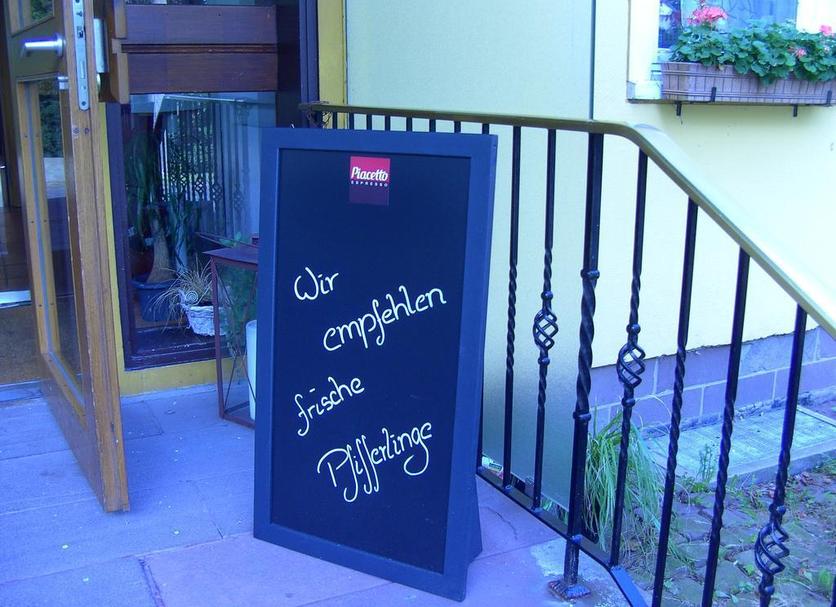 Piacetto
ESPRESSO
Wir
empfehlen
frische
Pfifferlinge